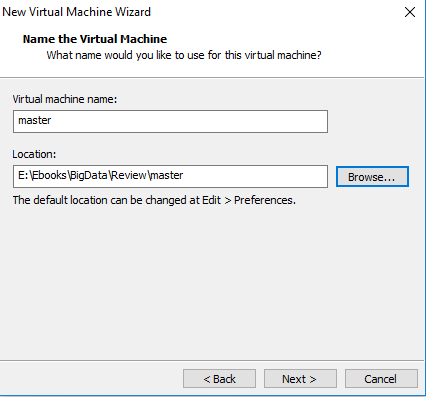 New Virtual Machine Wizard
Name the Virtual Machine
What name would you like to use for this virtual machine?
Virtual machine name:
master
Location:
E:\Ebooks\BigData\Review\master
Browse...
The default location can be changed at Edit > Preferences.
< Back
Next >
Cancel